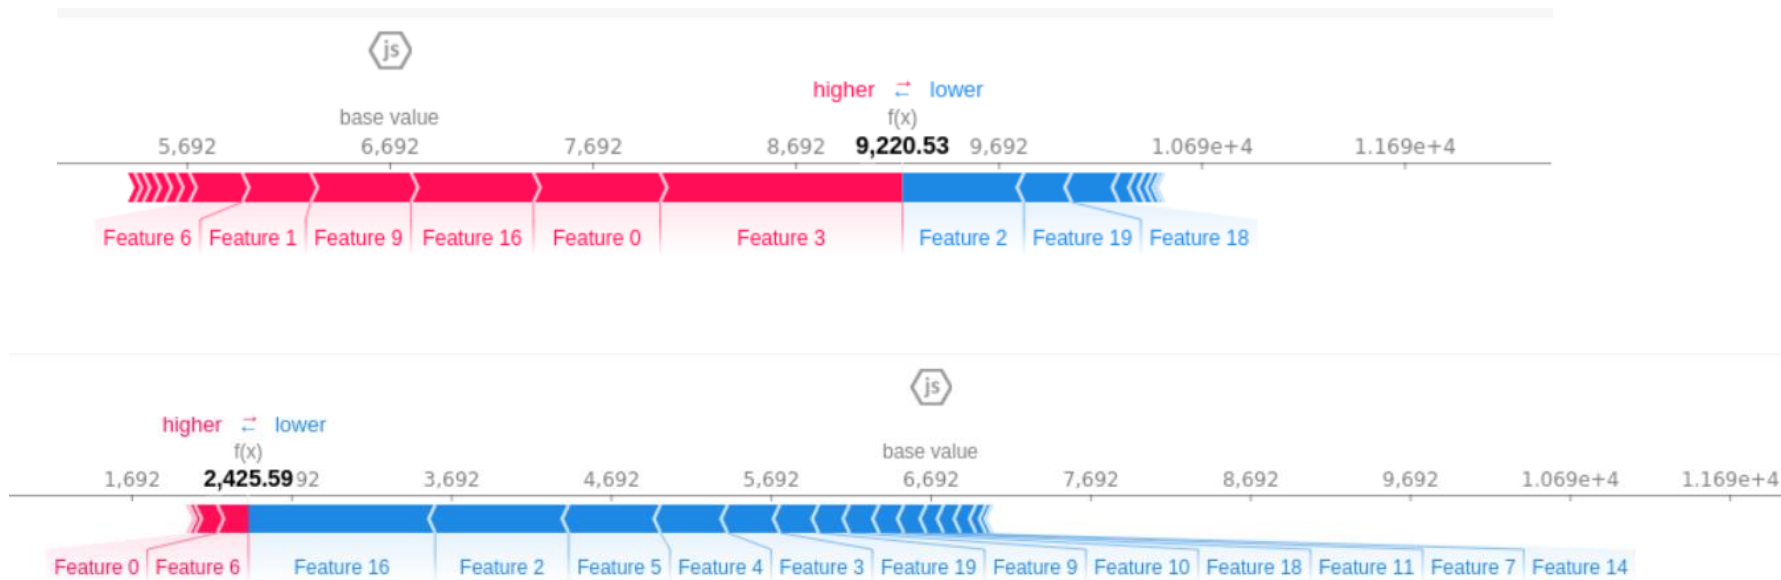 js
higher ⇄ lower
base value f(x)
5,692 6,692 7,692 8,692 9,220.53 9,692 1.069e+4 1.169e+4
Feature 6 Feature 1 Feature 9 Feature 16 Feature 0 Feature 3 Feature 2 Feature 19 Feature 18
js
higher ⇄ lower
f(x) base value
1,692 2,425.59 92 3,692 4,692 5,692 6,692 7,692 8,692 9,692 1.069e+4 1.169e+4
Feature 0 Feature 6 Feature 16 Feature 2 Feature 5 Feature 4 Feature 3 Feature 19 Feature 9 Feature 10 Feature 18 Feature 11 Feature 7 Feature 14